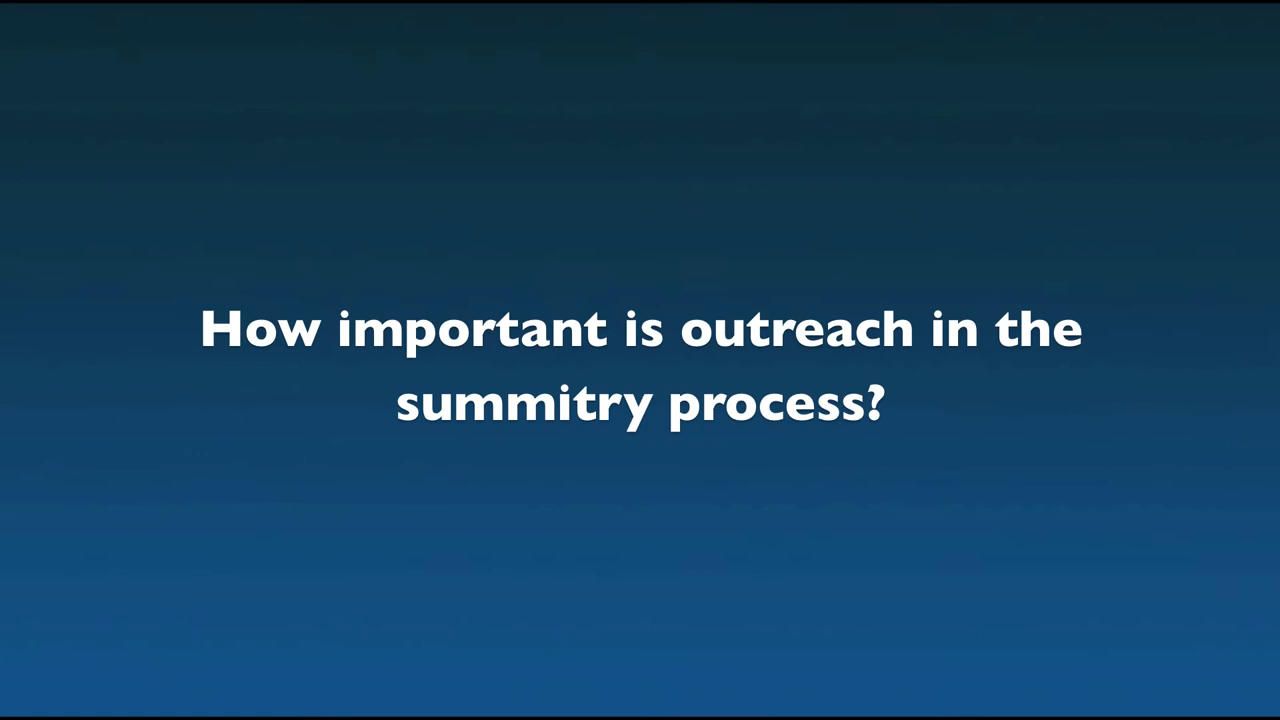 How important is outreach in the
summitry process?